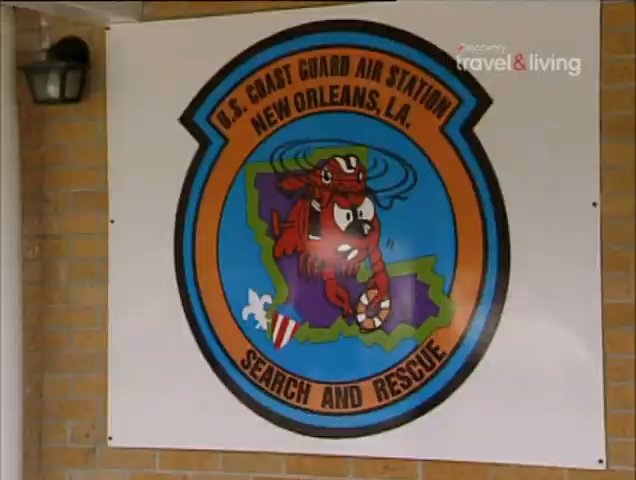 Discovery
travel&living
U.S. COAST GUARD AIR STATION
NEW ORLEANS, LA.
SEARCH AND RESCUE